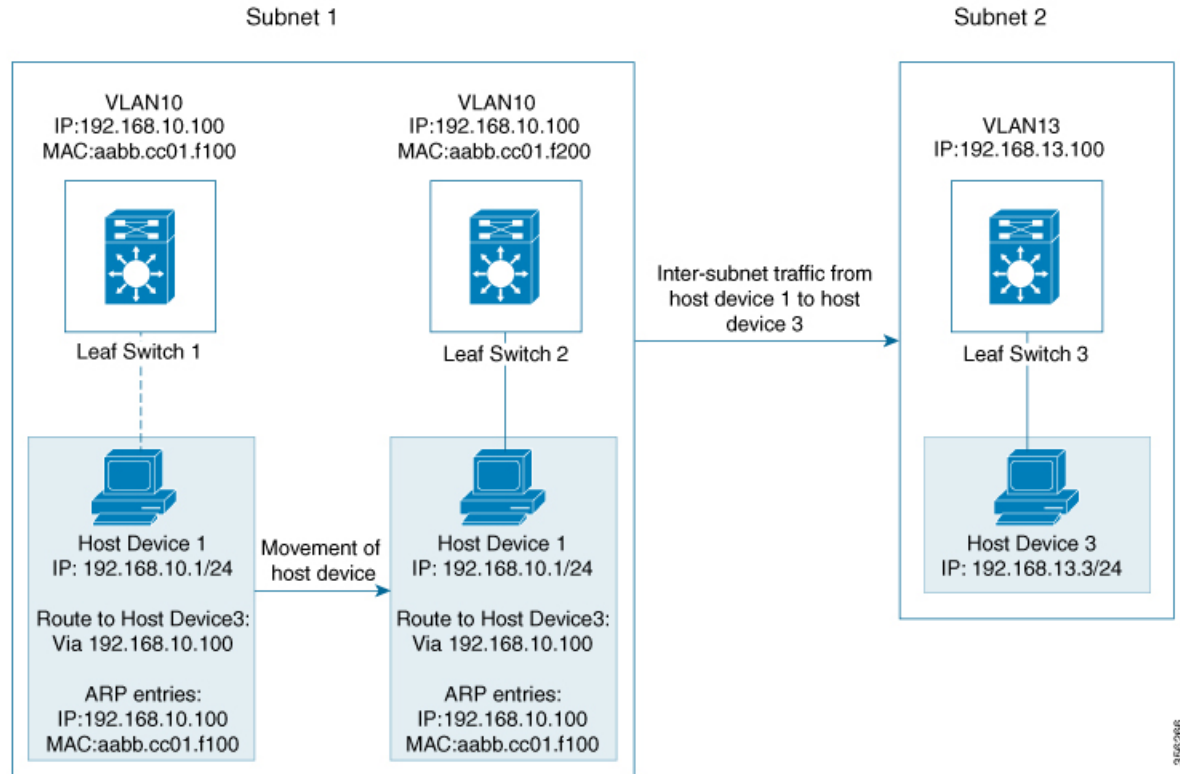 Subnet 1
Subnet 2
VLAN10
IP:192.168.10.100
MAC:aabb.cc01.f100
VLAN10
IP:192.168.10.100
MAC:aabb.cc01.f200
VLAN13
IP:192.168.13.100
Leaf Switch 1
Leaf Switch 2
Inter-subnet traffic from
host device 1 to host
device 3
Leaf Switch 3
Host Device 1
IP: 192.168.10.1/24
Route to Host Device3:
Via 192.168.10.100
ARP entries:
IP:192.168.10.100
MAC:aabb.cc01.f100
Movement of
host device
Host Device 1
IP: 192.168.10.1/24
Route to Host Device3:
Via 192.168.10.100
ARP entries:
IP:192.168.10.100
MAC:aabb.cc01.f100
Host Device 3
IP: 192.168.13.3/24
356266